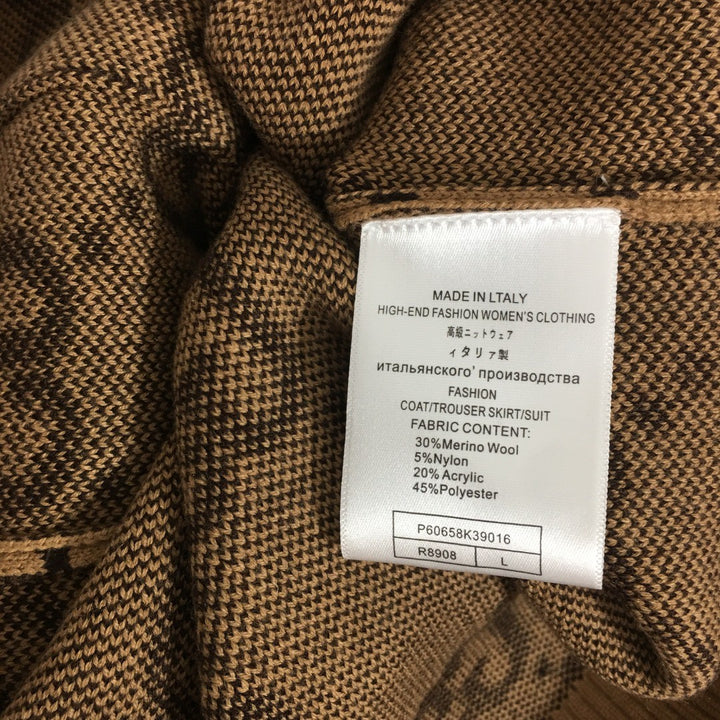 MADE IN LTALY
HIGH-END FASHION WOMEN'S CLOTHING
高級ニットウェア
ィタリァ製
итальянского' производства
FASHION
COAT/TROUSER SKIRT/SUIT
FABRIC CONTENT:
30%Merino Wool
5%Nylon
20% Acrylic
45%Polyester
P60658K39016
R8908 L